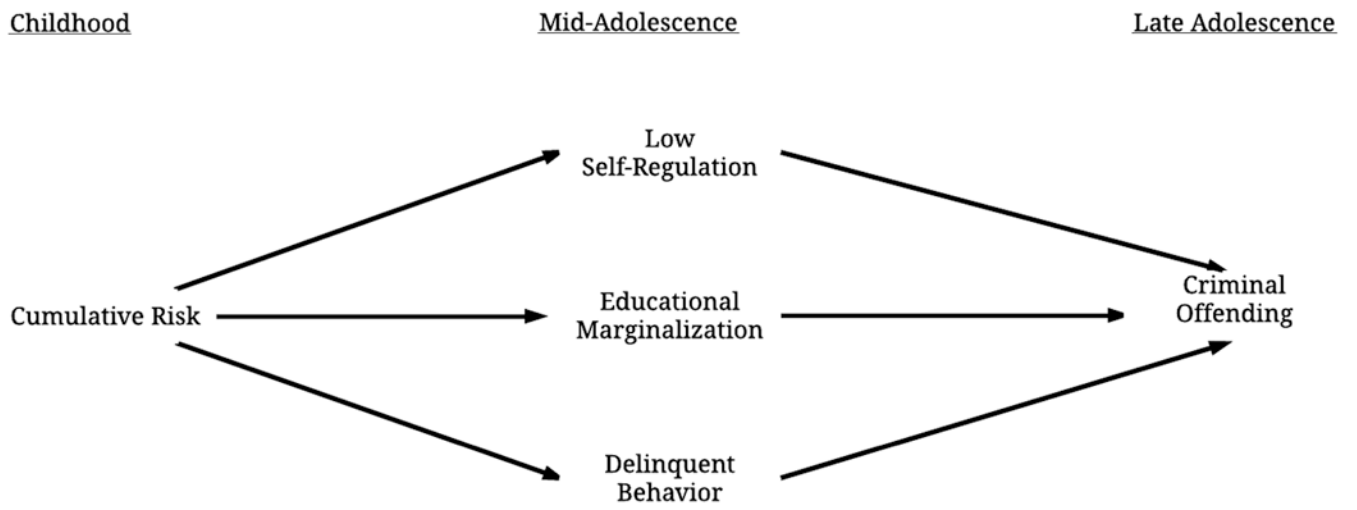 Childhood
Mid-Adolescence
Late Adolescence
Low
Self-Regulation
Cumulative Risk
Educational
Marginalization
Criminal
Offending
Delinquent
Behavior